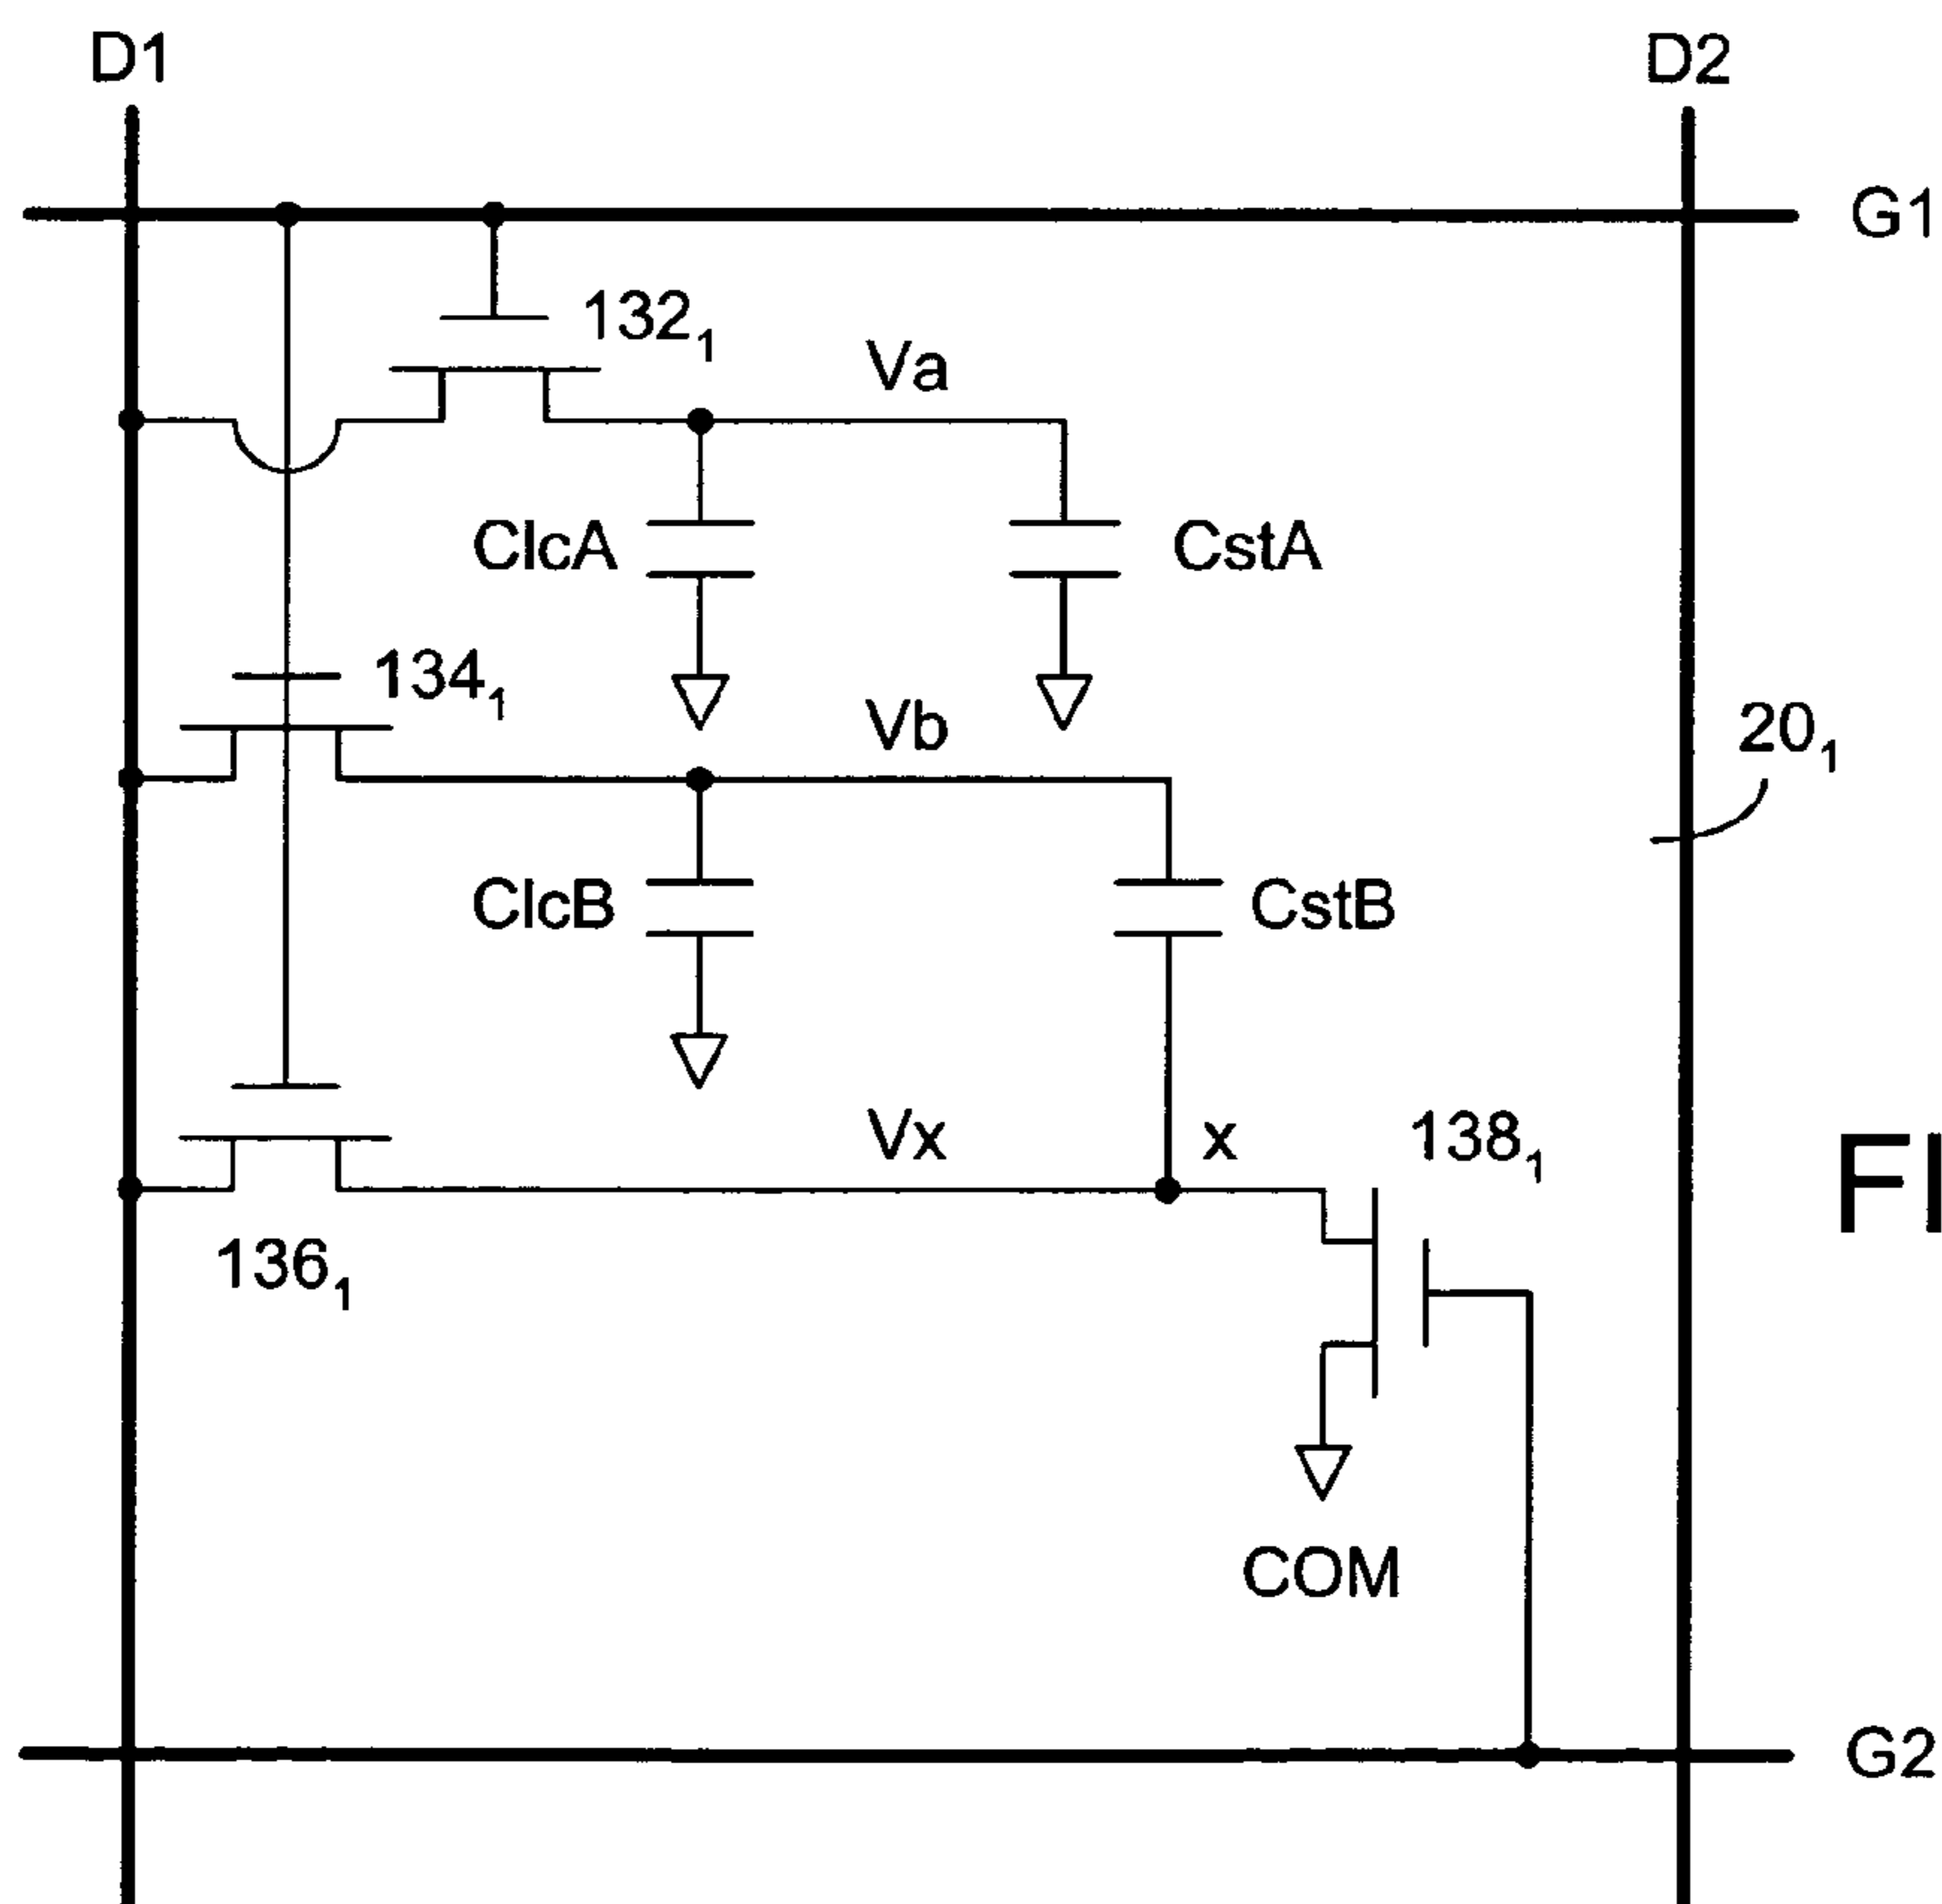 D1
D2
G1
132₁
Va
ClcA
CstA
134₁
Vb
20₁
ClcB
CstB
Vx
x
138₁
FI
136₁
COM
G2